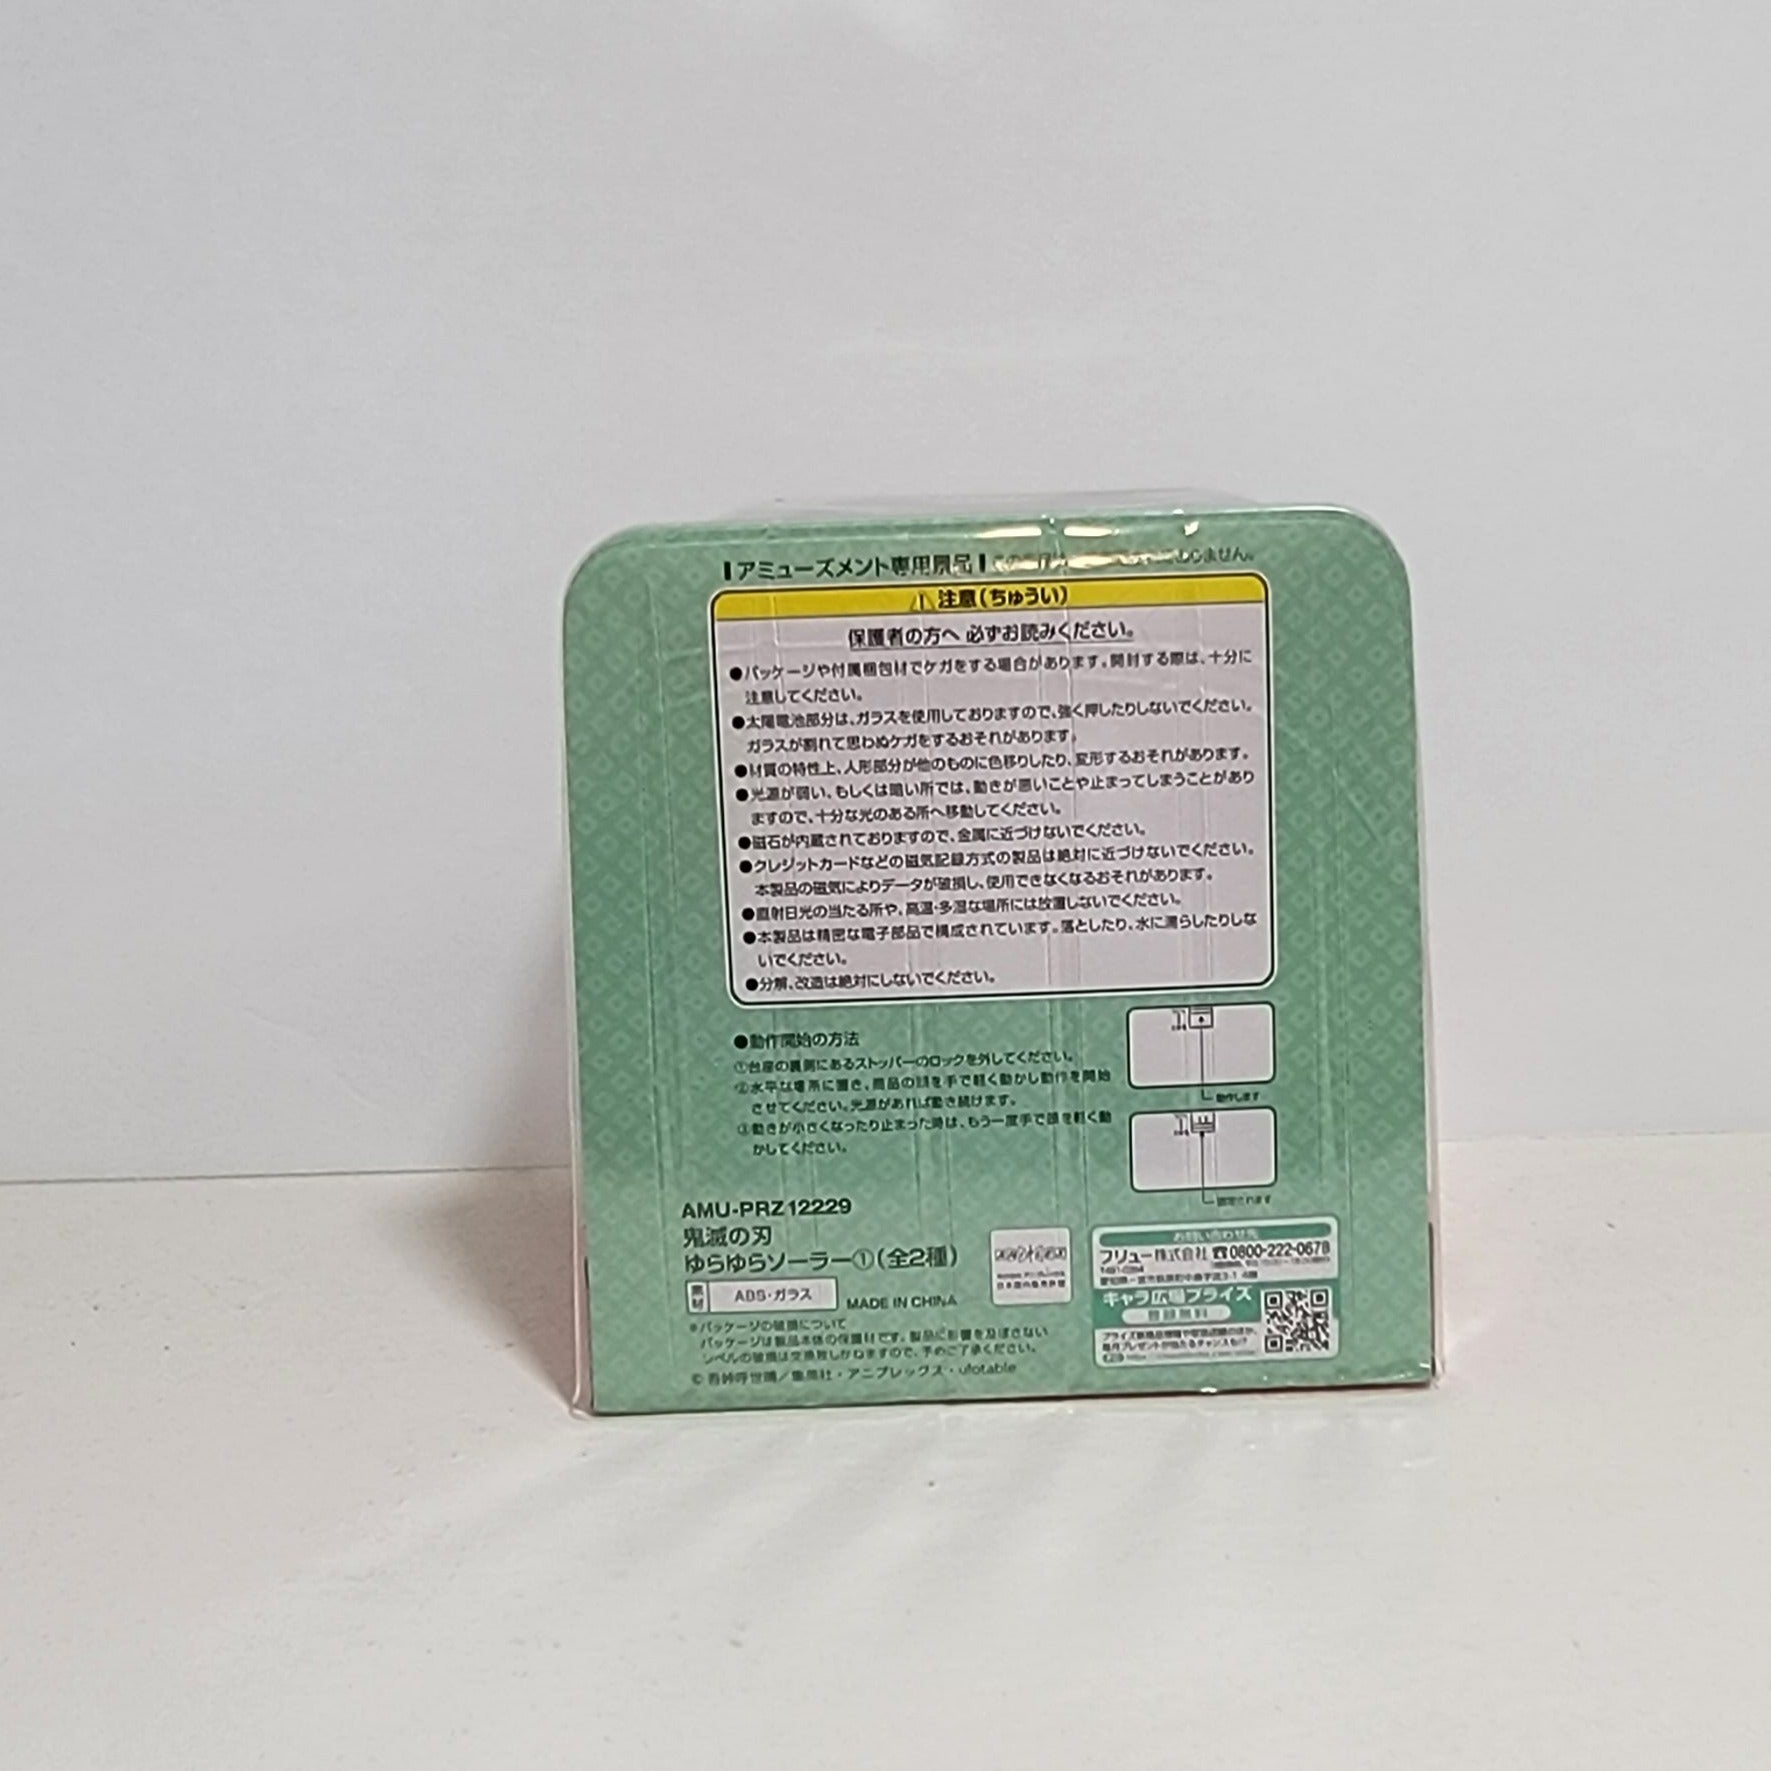 アミューズメント専用景品
注意(ちゅうい)
保護者の方へ 必ずお読みください。
●パッケージや付属梱包材でケガをする場合があります。開封する際は、十分に
注意してください。
●太陽電池部分は、ガラスを使用しておりますので、強く押したりしないでください。
ガラスが割れて思わぬケガをするおそれがあります。
●材質の特性上、人形部分が他のものに色移りしたり、変形するおそれがあります。
●光源が弱い、もしくは暗い所では、動きが悪いことや止まってしまうことがあり
ますので、十分な光のある所へ移動してください。
●磁石が内蔵されておりますので、金属に近づけないでください。
●クレジットカードなどの磁気記録方式の製品は絶対に近づけないでください。
本製品の磁気によりデータが破損し、使用できなくなるおそれがあります。
●直射日光の当たる所や、高温・多湿な場所には放置しないでください。
●本製品は精密な電子部品で構成されています。落としたり、水に濡らしたりしな
いでください。
●分解、改造は絶対にしないでください。
●動作開始の方法
①台座の裏側にあるストッパーのロックを外してください。
②水平な場所に置き、商品の頭を手で軽く動かし動作を開始
させてください。光源があれば動き続けます。
③動きが小さくなったり止まった時は、もう一度手で頭を軽く動
かしてください。
動作します
固定されます
AMU-PRZ12229
鬼滅の刃
ゆらゆらソーラー①(全2種)
素材 ABS・ガラス
MADE IN CHINA
※パッケージの破損について
パッケージは製品本体の保護材です。製品に影響を及ぼさない
レベルの破損は交換致しかねますので、予めご了承ください。
© 吾峠呼世晴／集英社・アニプレックス・ufotable
お問い合わせ先
フリュー株式会社 ☎0800-222-0678
キャラ広場プライズ
登録無料